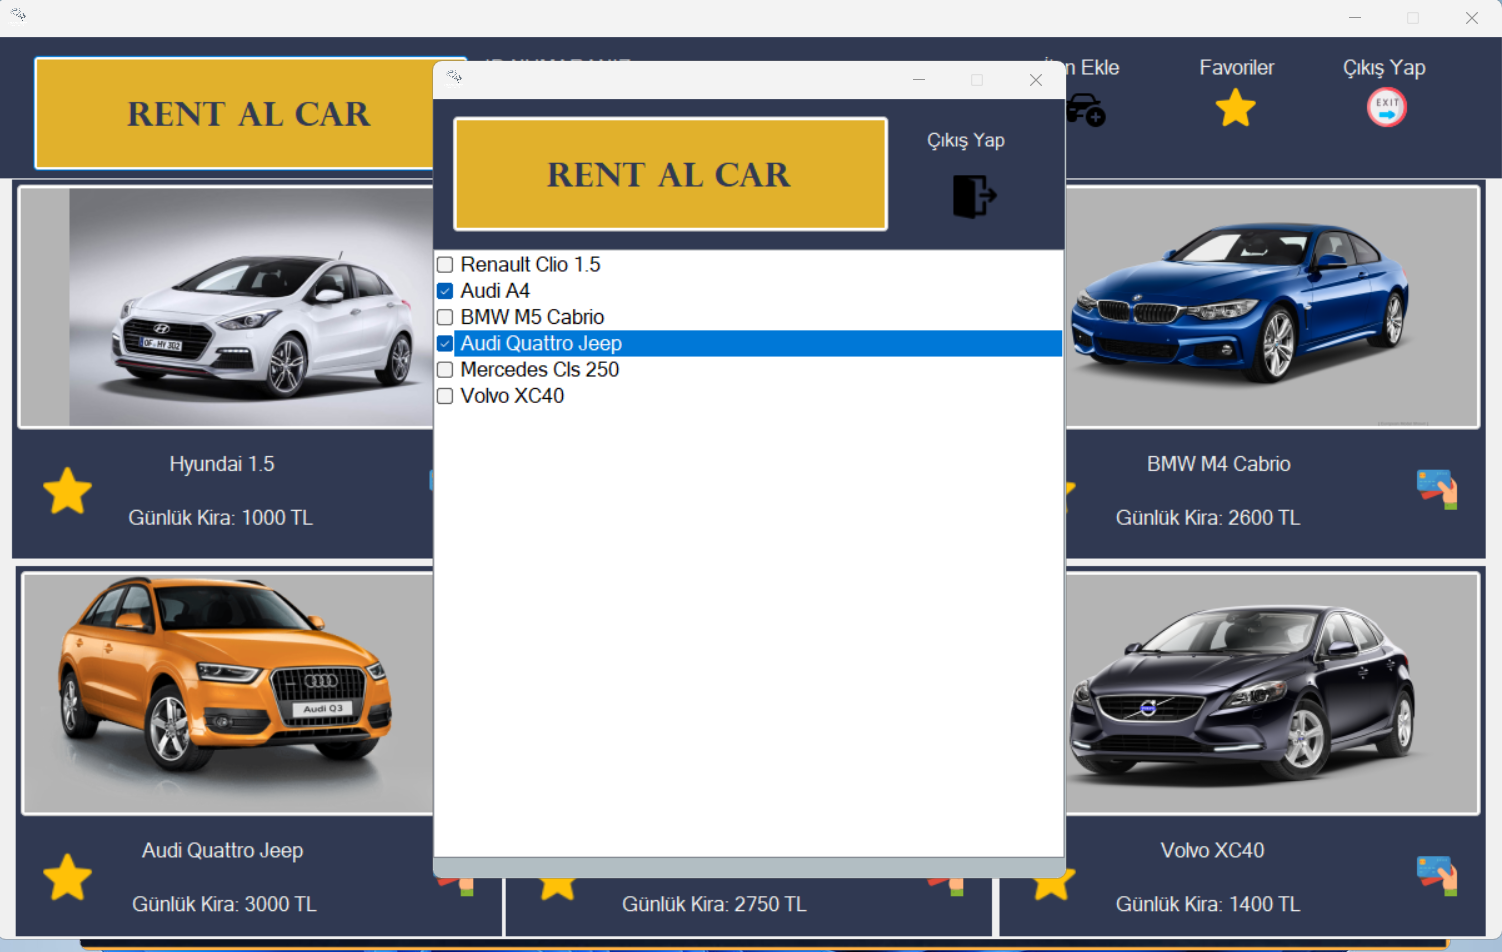 RENT AL CAR
Ekle
Favoriler
Çıkış Yap
EXIT
RENT AL CAR
Çıkış Yap
Renault Clio 1.5
Audi A4
BMW M5 Cabrio
Audi Quattro Jeep
Mercedes Cls 250
Volvo XC40
Hyundai 1.5
Günlük Kira: 1000 TL
BMW M4 Cabrio
Günlük Kira: 2600 TL
Audi Q3
Audi Quattro Jeep
Günlük Kira: 3000 TL
Günlük Kira: 2750 TL
Volvo XC40
Günlük Kira: 1400 TL